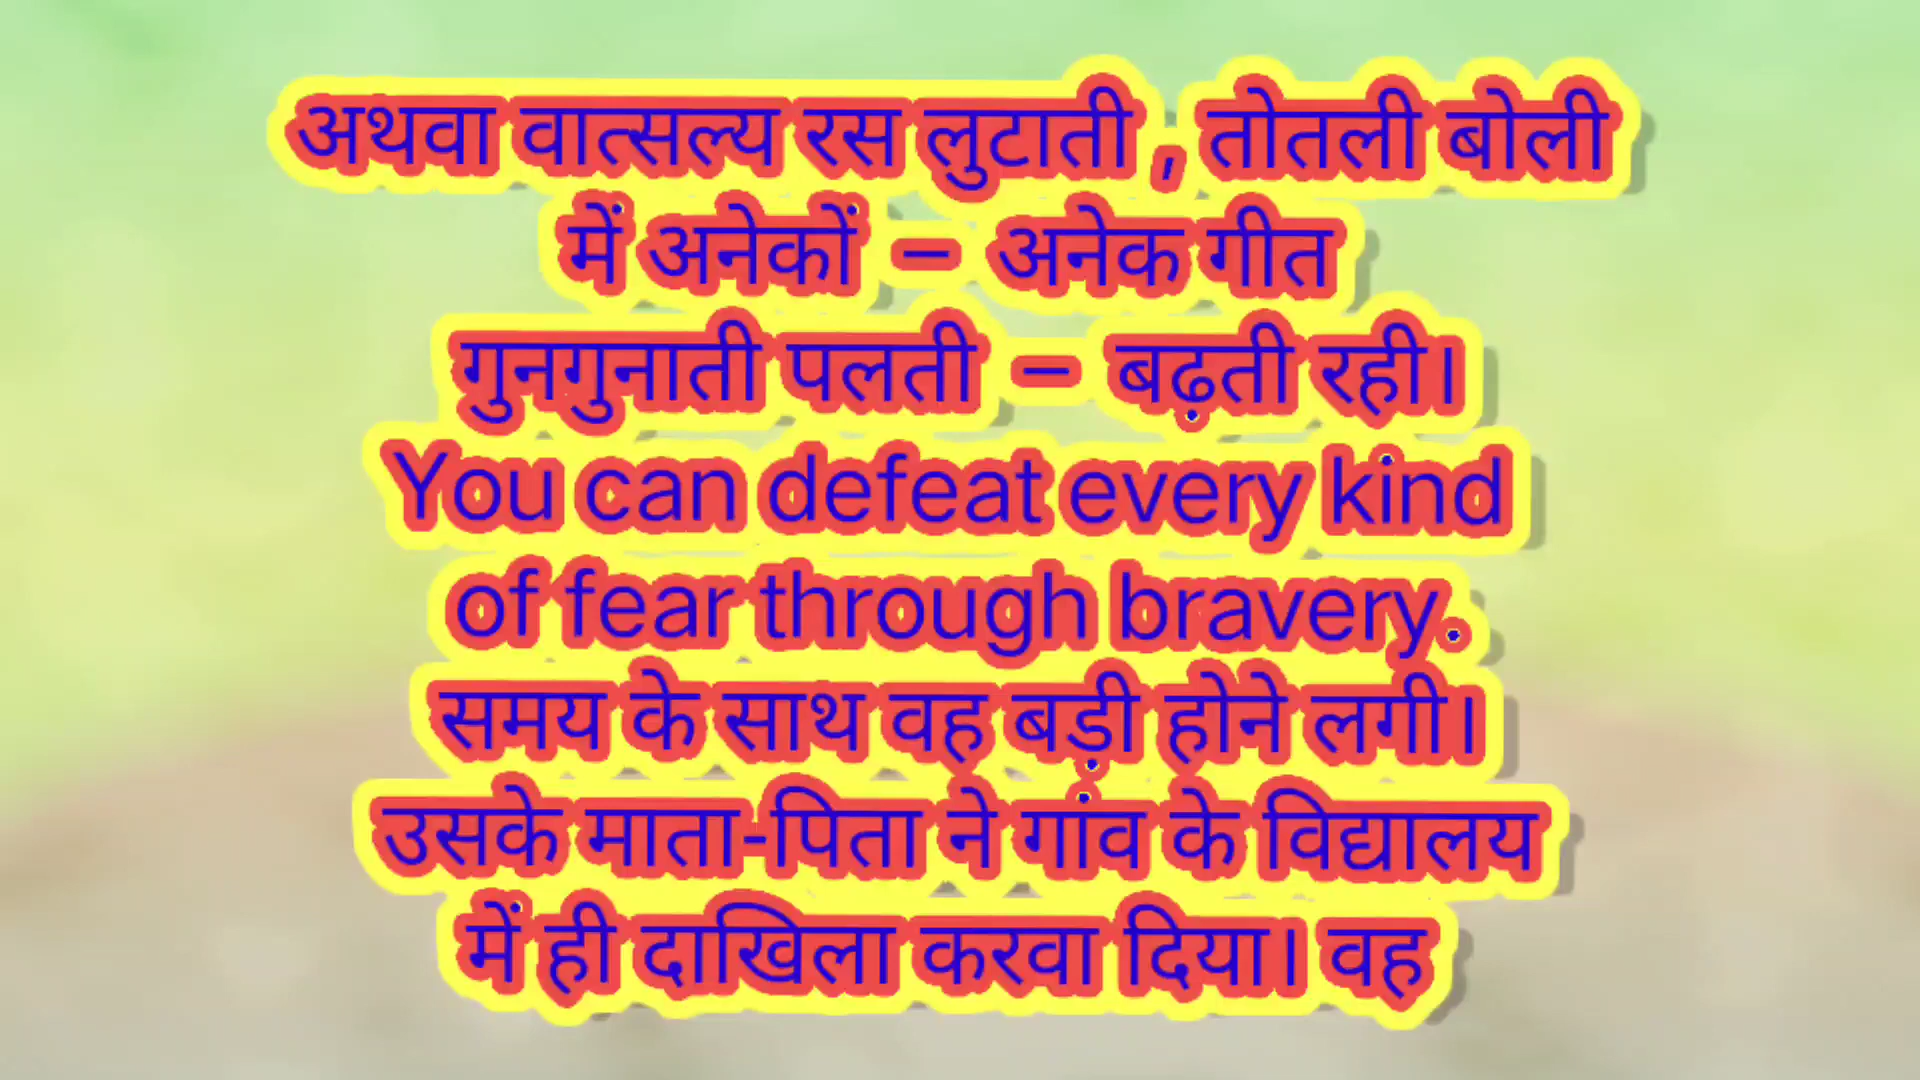 अथवा वात्सल्य रस लुटाती , तोतली बोली
में अनेकों – अनेक गीत
गुनगुनाती पलती – बढ़ती रही।
You can defeat every kind
of fear through bravery.
समय के साथ वह बड़ी होने लगी।
उसके माता-पिता ने गांव के विद्यालय
में ही दाखिला करवा दिया। वह